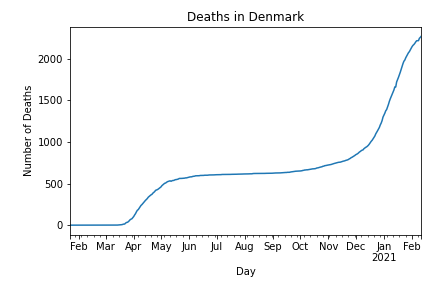 Deaths in Denmark
Number of Deaths
2000
1500
1000
500
0
Feb Mar Apr May Jun Jul Aug Sep Oct Nov Dec Jan Feb
2021
Day